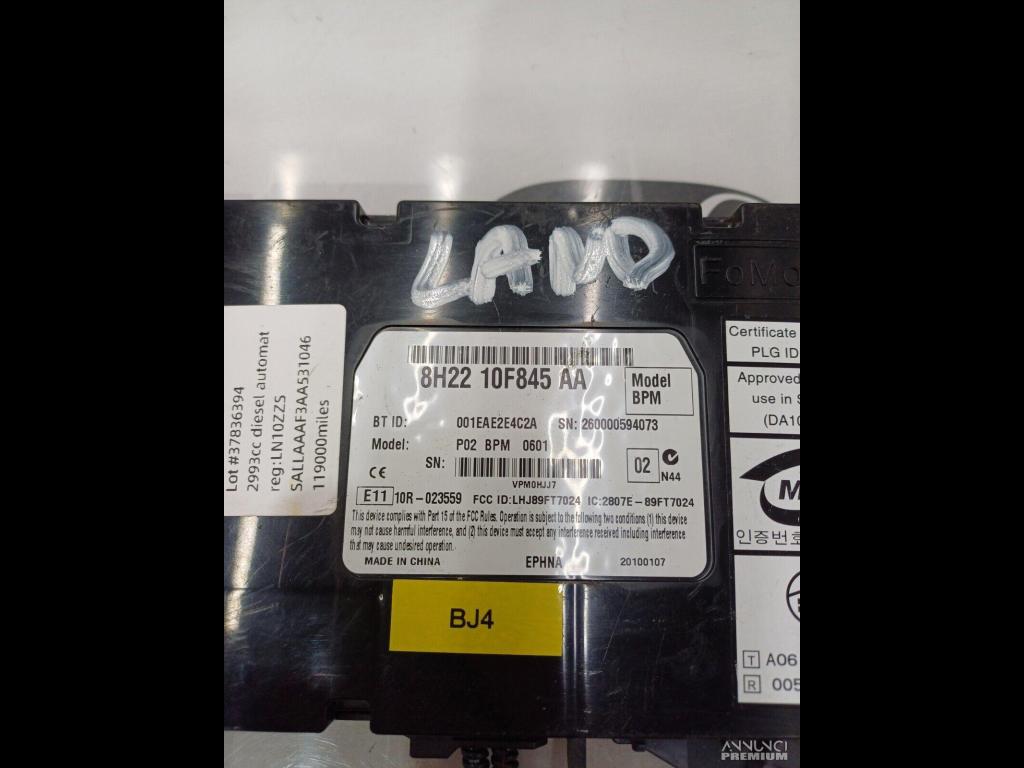 LAND
FoMo
Lot #37836394
2993cc diesel automat
reg:LN10ZZS
SALLAAAF3AA531046
119000miles
8H22 10F845 AA
Model
BPM
BT ID: 001EAE2E4C2A SN: 260000594073
Model: P02 BPM 0601
SN:
VPM0HJJ7
02
N44
CE
E11 10R-023559 FCC ID:LHJ89FT7024 IC:2807E-89FT7024
This device complies with Part 15 of the FCC Rules. Operation is subject to the following two conditions (1) this device
may not cause harmful interference, and (2) this device must accept any interference received including interference
that may cause undesired operation.
MADE IN CHINA EPHNA 20100107
BJ4
Certificate
PLG ID
Approved
use in S
(DA10
M
인증번호
T A06
R 005
ANNUNCI
PREMIUM